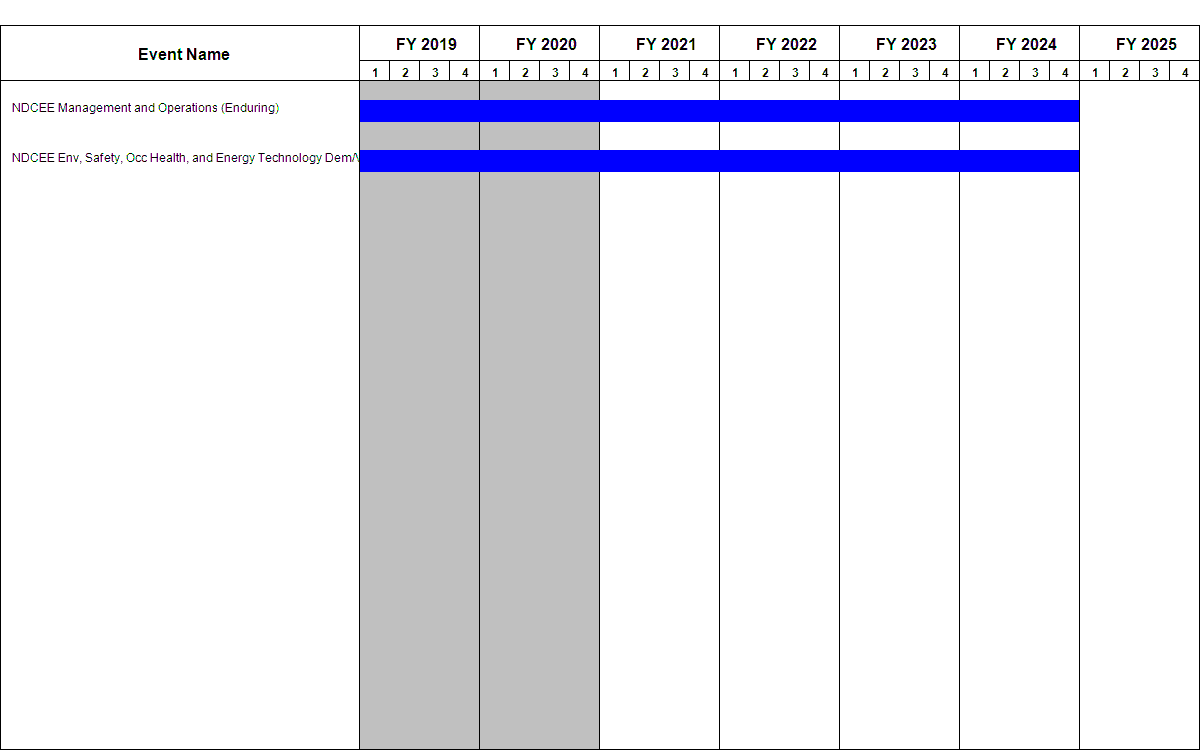 Event Name
FY 2019 FY 2020 FY 2021 FY 2022 FY 2023 FY 2024 FY 2025
1 2 3 4 1 2 3 4 1 2 3 4 1 2 3 4 1 2 3 4 1 2 3 4 1 2 3 4
NDCEE Management and Operations (Enduring)
NDCEE Env, Safety, Occ Health, and Energy Technology Dem/